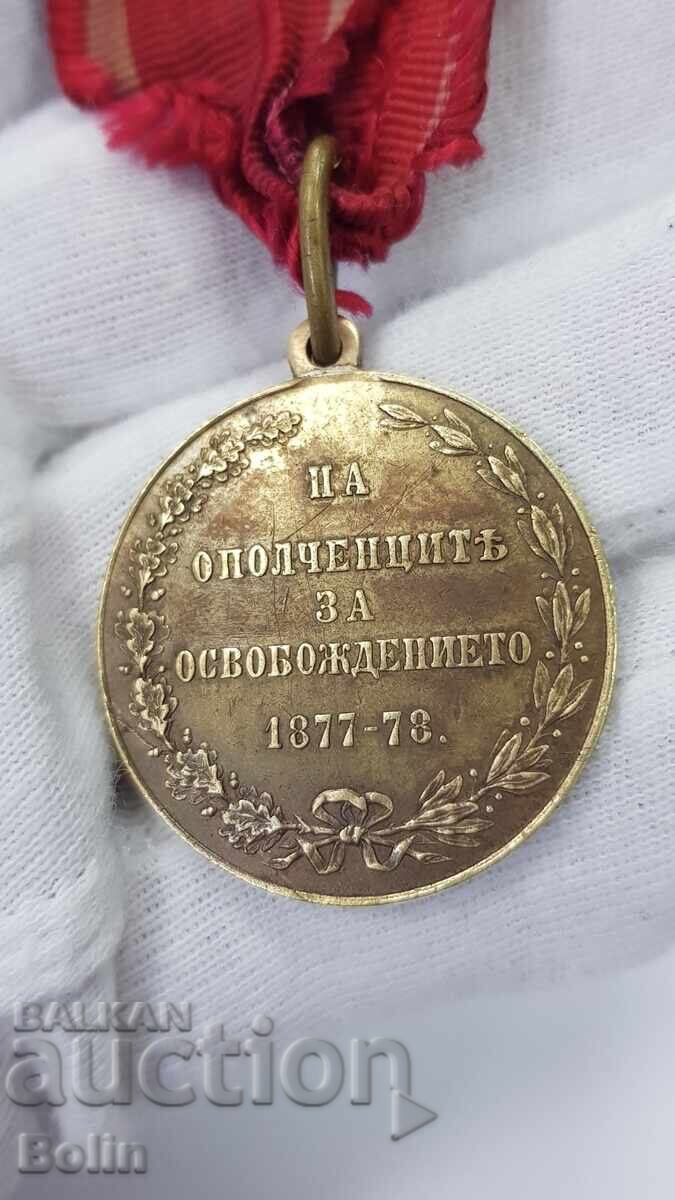 НА
ОПОЛЧЕНЦИТѢ
ЗА
ОСВОБОЖДЕНИЕТО
1877-78.
BALKAN
auction
Bolin